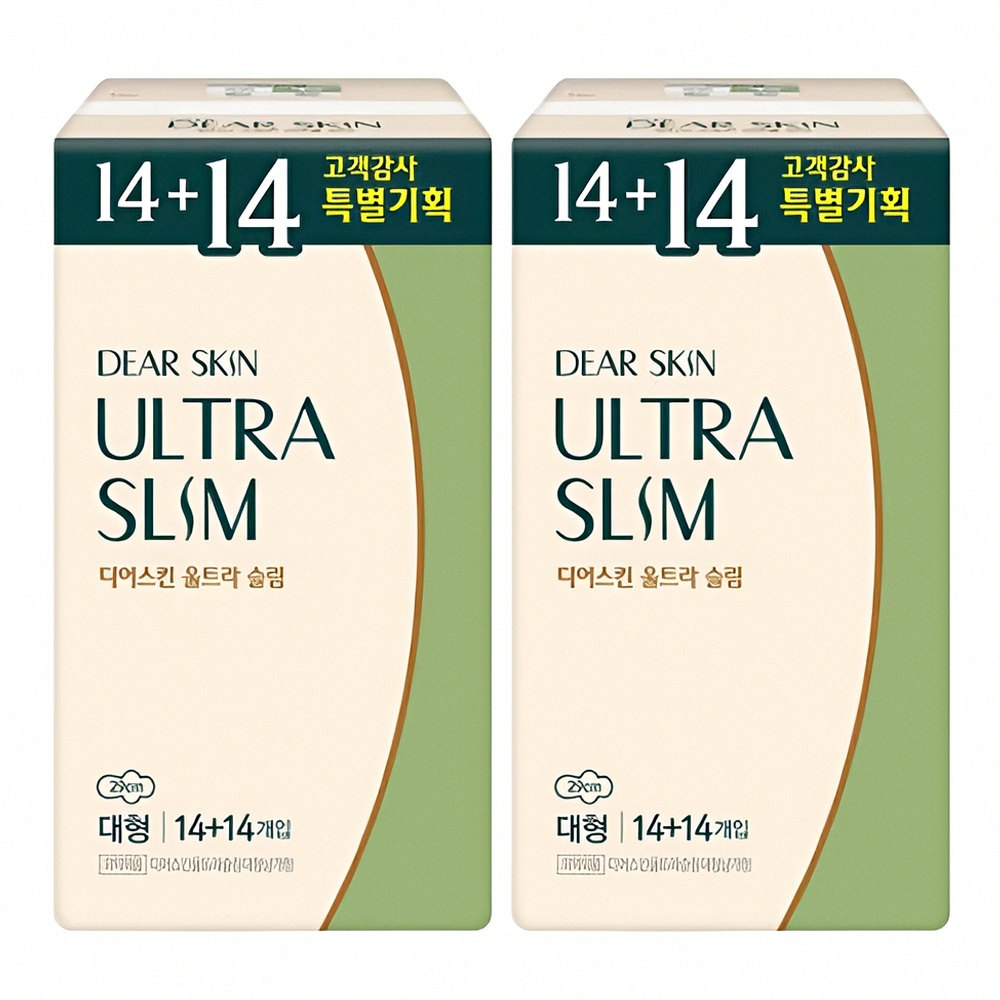 DEAR SKIN
14+14 고객감사
특별기획
DEAR SKIN
ULTRA
SLIM
디어스킨 울트라 슬림
대형 14+14개입
DEAR SKIN
14+14 고객감사
특별기획
DEAR SKIN
ULTRA
SLIM
디어스킨 울트라 슬림
대형 14+14개입